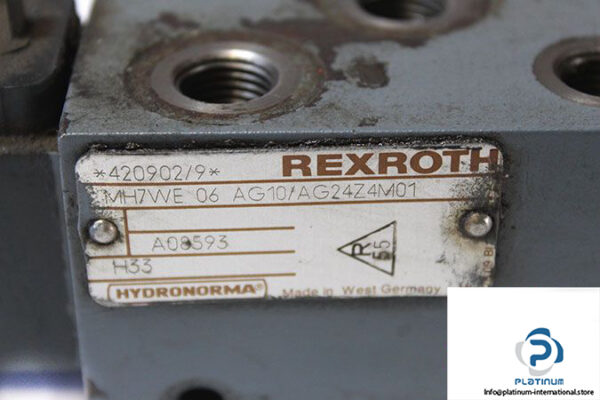 *420902/9* REXROTH
MH7WE 06 AG10/AG24Z4M01
A08593
H33
R
55
HYDRONORMA® Made in West Germany
PLATINUM
info@platinum-international.store